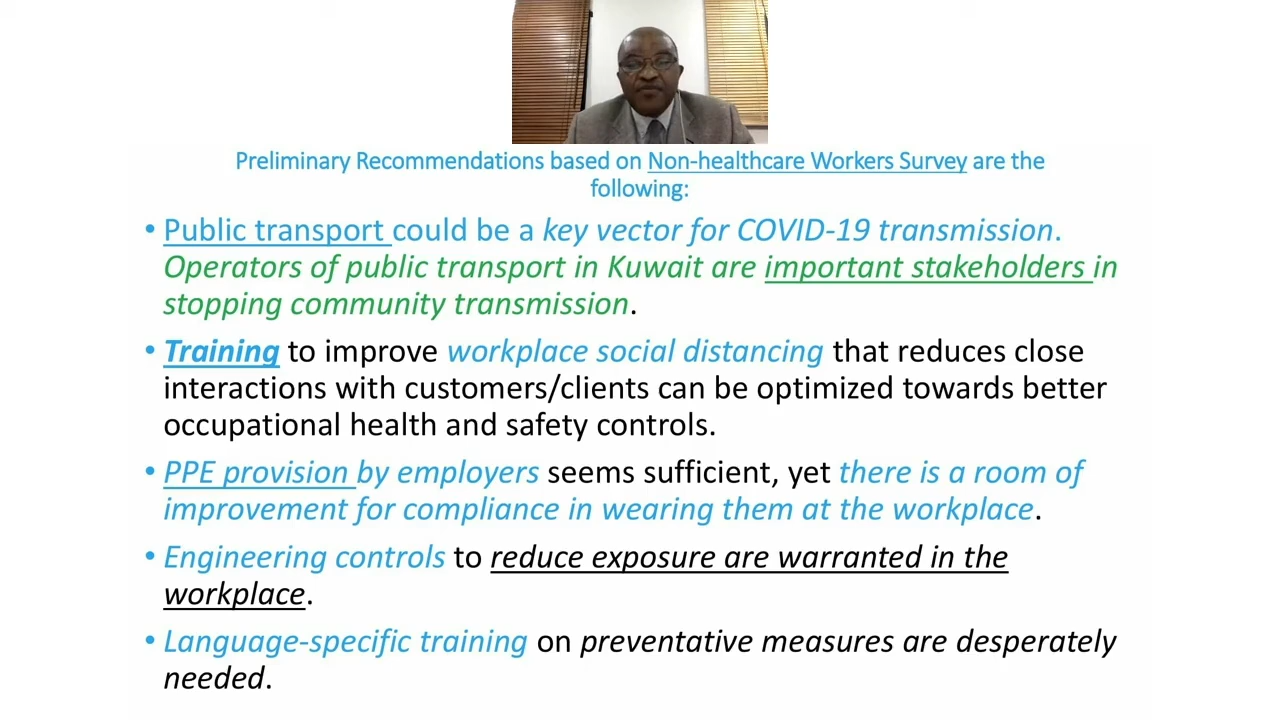 Preliminary Recommendations based on Non-healthcare Workers Survey are the
following:
• Public transport could be a key vector for COVID-19 transmission.
Operators of public transport in Kuwait are important stakeholders in
stopping community transmission.
• Training to improve workplace social distancing that reduces close
interactions with customers/clients can be optimized towards better
occupational health and safety controls.
• PPE provision by employers seems sufficient, yet there is a room of
improvement for compliance in wearing them at the workplace.
• Engineering controls to reduce exposure are warranted in the
workplace.
• Language-specific training on preventative measures are desperately
needed.